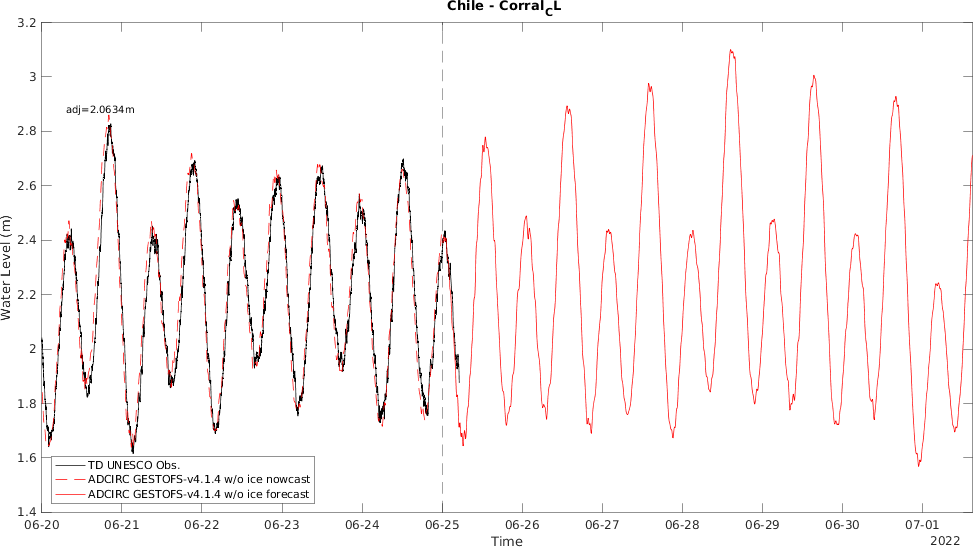 Chile - Corral_CL
3.2
3
2.8
2.6
2.4
2.2
2
1.8
1.6
1.4
Water Level (m)
adj=2.0634m
TD UNESCO Obs.
ADCIRC GESTOFS-v4.1.4 w/o ice nowcast
ADCIRC GESTOFS-v4.1.4 w/o ice forecast
06-20 06-21 06-22 06-23 06-24 06-25 06-26 06-27 06-28 06-29 06-30 07-01
Time
2022